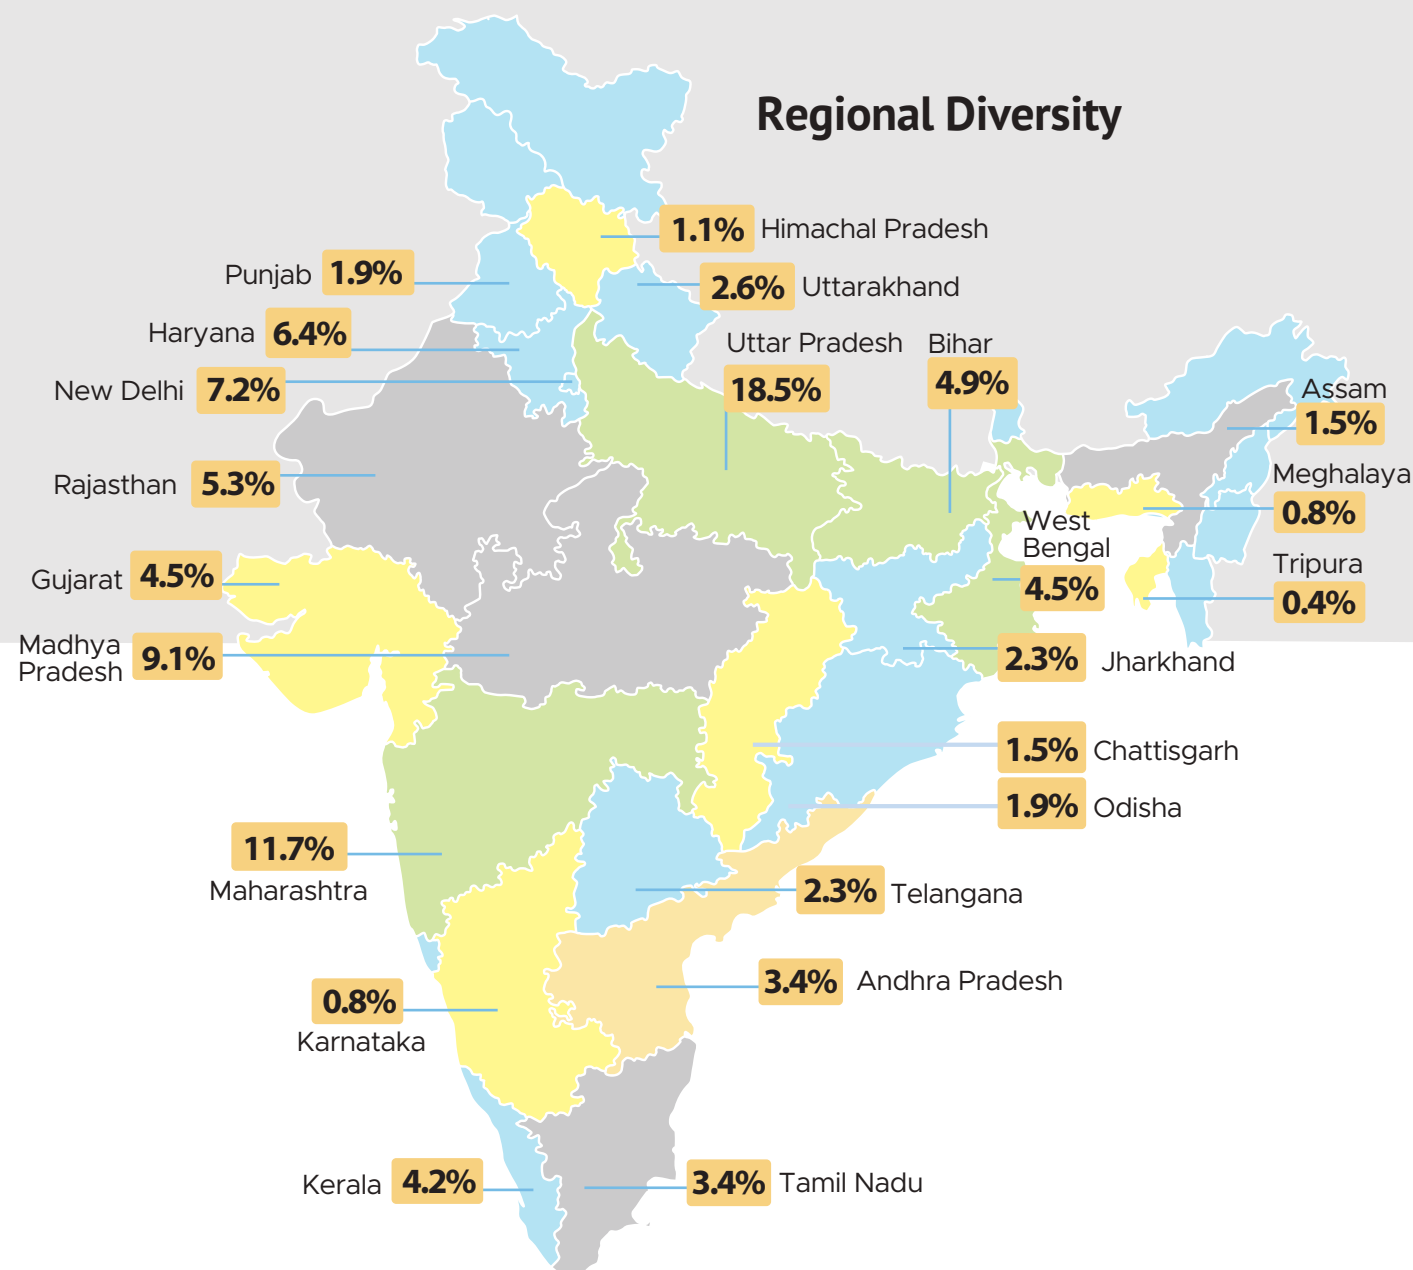 Regional Diversity
1.1% Himachal Pradesh
Punjab 1.9%
2.6% Uttarakhand
Haryana 6.4%
Uttar Pradesh
18.5%
Bihar
4.9%
New Delhi 7.2%
Assam
1.5%
Rajasthan 5.3%
Meghalaya
0.8%
West
Bengal
4.5%
Tripura
0.4%
Gujarat 4.5%
Madhya
Pradesh
9.1%
2.3% Jharkhand
1.5% Chattisgarh
1.9% Odisha
11.7%
Maharashtra
2.3% Telangana
3.4% Andhra Pradesh
0.8%
Karnataka
Kerala 4.2%
3.4% Tamil Nadu